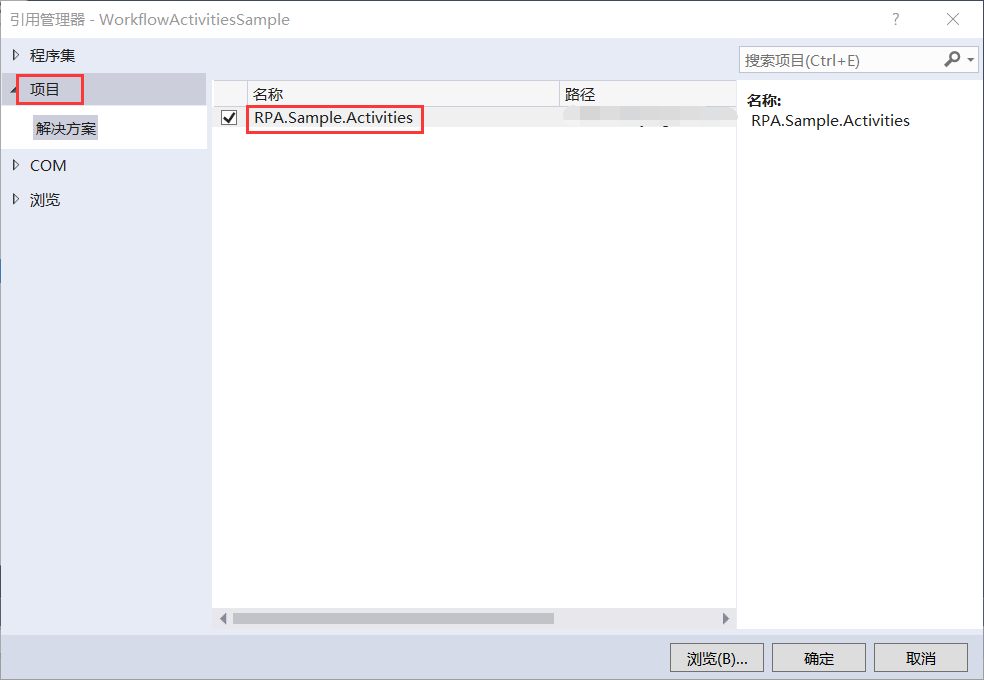 引用管理器 - WorkflowActivitiesSample
?
程序集
项目
解决方案
COM
浏览
名称
路径
RPA.Sample.Activities
搜索项目(Ctrl+E)
名称:
RPA.Sample.Activities
浏览(B)...
确定
取消